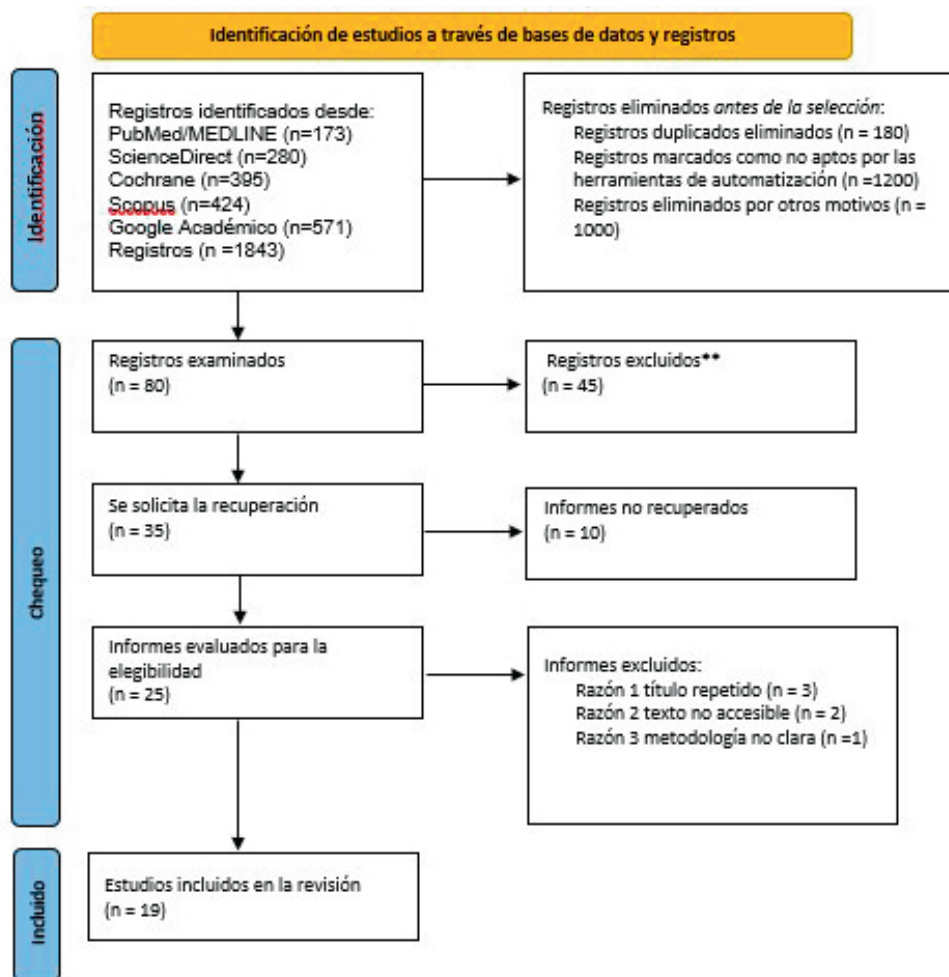 Identificación de estudios a través de bases de datos y registros
Identificación
Registros identificados desde:
PubMed/MEDLINE (n=173)
ScienceDirect (n=280)
Cochrane (n=395)
Scopus (n=424)
Google Académico (n=571)
Registros (n =1843)
Registros eliminados antes de la selección:
Registros duplicados eliminados (n = 180)
Registros marcados como no aptos por las
herramientas de automatización (n =1200)
Registros eliminados por otros motivos (n =
1000)
Chequeo
Registros examinados
(n = 80)
Registros excluidos**
(n = 45)
Se solicita la recuperación
(n = 35)
Informes no recuperados
(n = 10)
Informes evaluados para la
elegibilidad
(n = 25)
Informes excluidos:
Razón 1 título repetido (n = 3)
Razón 2 texto no accesible (n = 2)
Razón 3 metodología no clara (n =1)
Incluido
Estudios incluidos en la revisión
(n = 19)